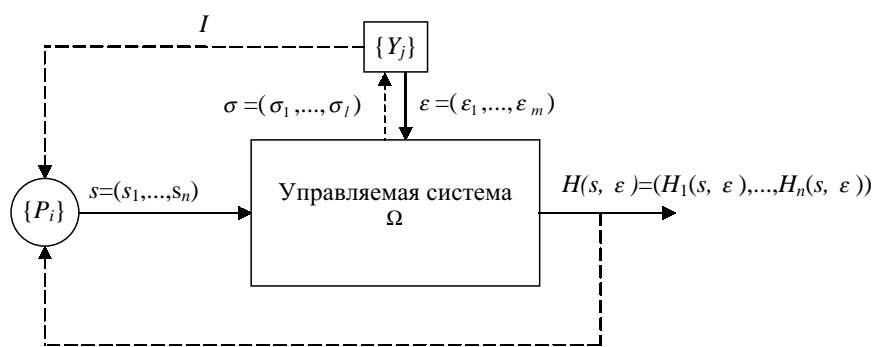 I
{Yj}
σ =(σ1,...,σl)
ε =(ε1,...,εm)
s=(s1,...,sn)
Управляемая система
Ω
H(s, ε)=(H1(s, ε),...,Hn(s, ε))
{Pi}